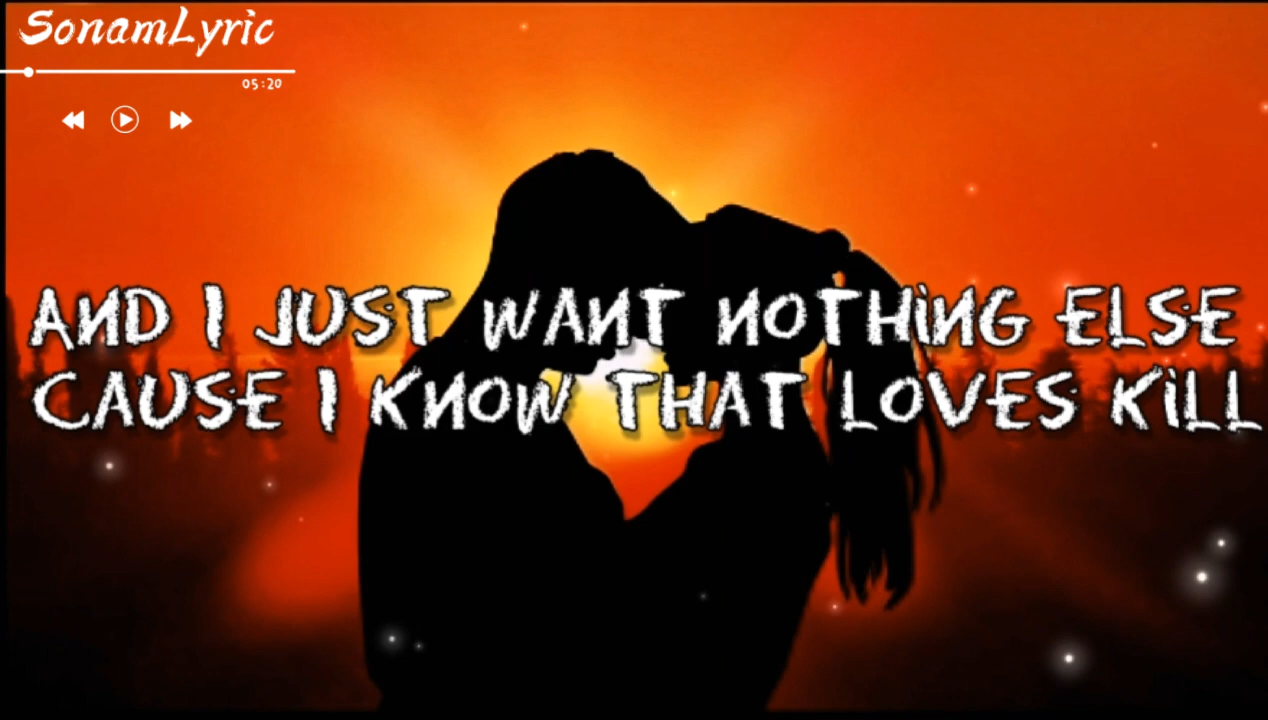 SonamLyric
05:20
AND I JUST WANT NOTHING ELSE
CAUSE I KNOW THAT LOVES KILL